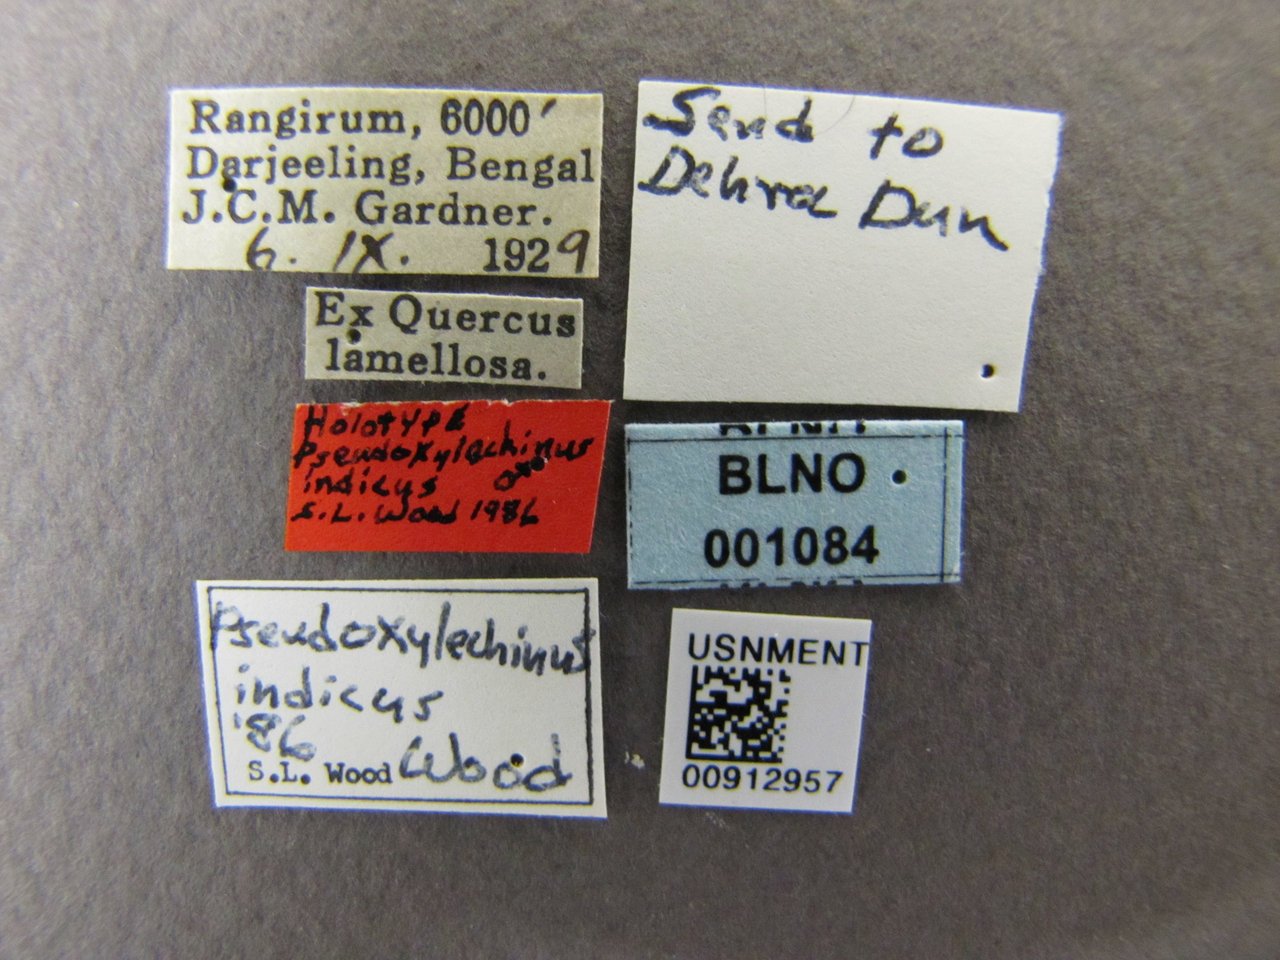 Rangirum, 6000′
Darjeeling, Bengal
J.C.M. Gardner.
6. IX. 1929
Ex Quercus
lamellosa.
Holotype
Pseudoxylechinus
indicus
S.L. Wood 1986
Pseudoxylechinus
indicus
'86 Wood
S.L. Wood
Send to
Dehra Dun
BLNO
001084
USNMENT
00912957